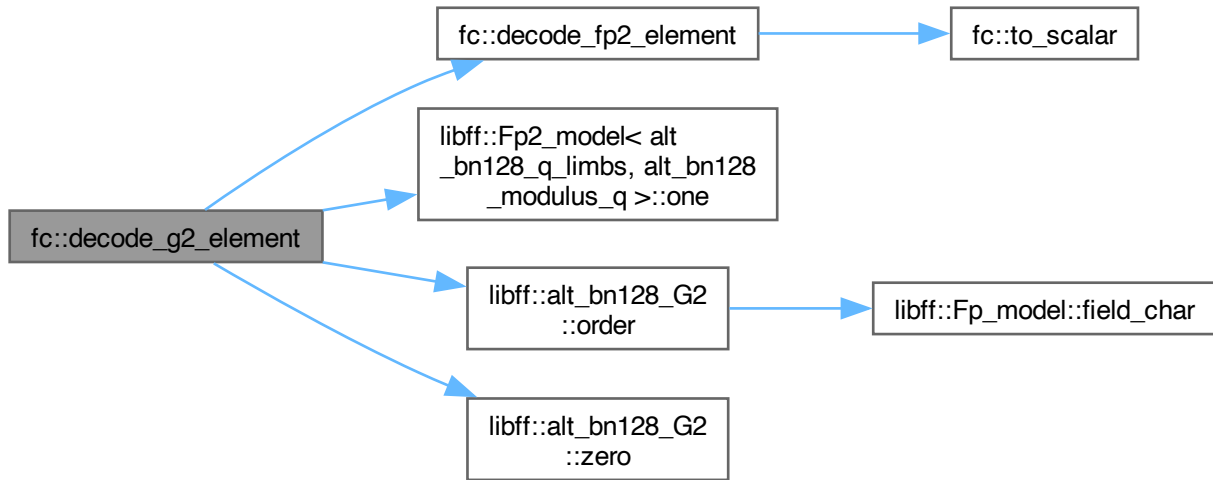 fc::decode_fp2_element
fc::to_scalar
libff::Fp2_model< alt
_bn128_q_limbs, alt_bn128
_modulus_q >::one
fc::decode_g2_element
libff::alt_bn128_G2
::order
libff::Fp_model::field_char
libff::alt_bn128_G2
::zero